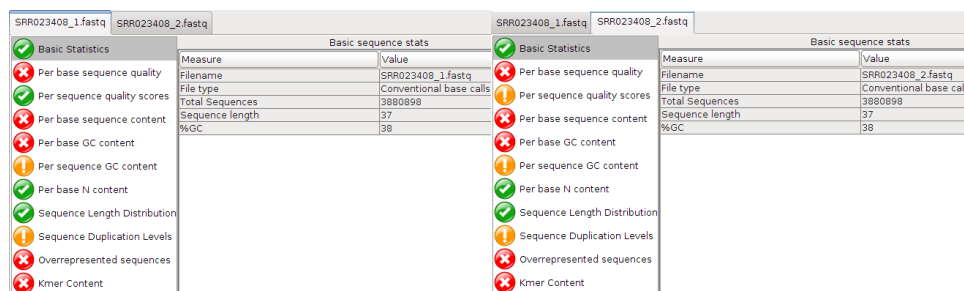 SRR023408_1.fastq SRR023408_2.fastq
Basic Statistics
Per base sequence quality
Per sequence quality scores
Per base sequence content
Per base GC content
Per sequence GC content
Per base N content
Sequence Length Distribution
Sequence Duplication Levels
Overrepresented sequences
Kmer Content
Basic sequence stats
Measure Value
Filename SRR023408_1.fastq
File type Conventional base calls
Total Sequences 3880898
Sequence length 37
%GC 38
SRR023408_1.fastq SRR023408_2.fastq
Basic Statistics
Per base sequence quality
Per sequence quality scores
Per base sequence content
Per base GC content
Per sequence GC content
Per base N content
Sequence Length Distribution
Sequence Duplication Levels
Overrepresented sequences
Kmer Content
Basic sequence stats
Measure Value
Filename SRR023408_2.fastq
File type Conventional base cal
Total Sequences 3880898
Sequence length 37
%GC 38